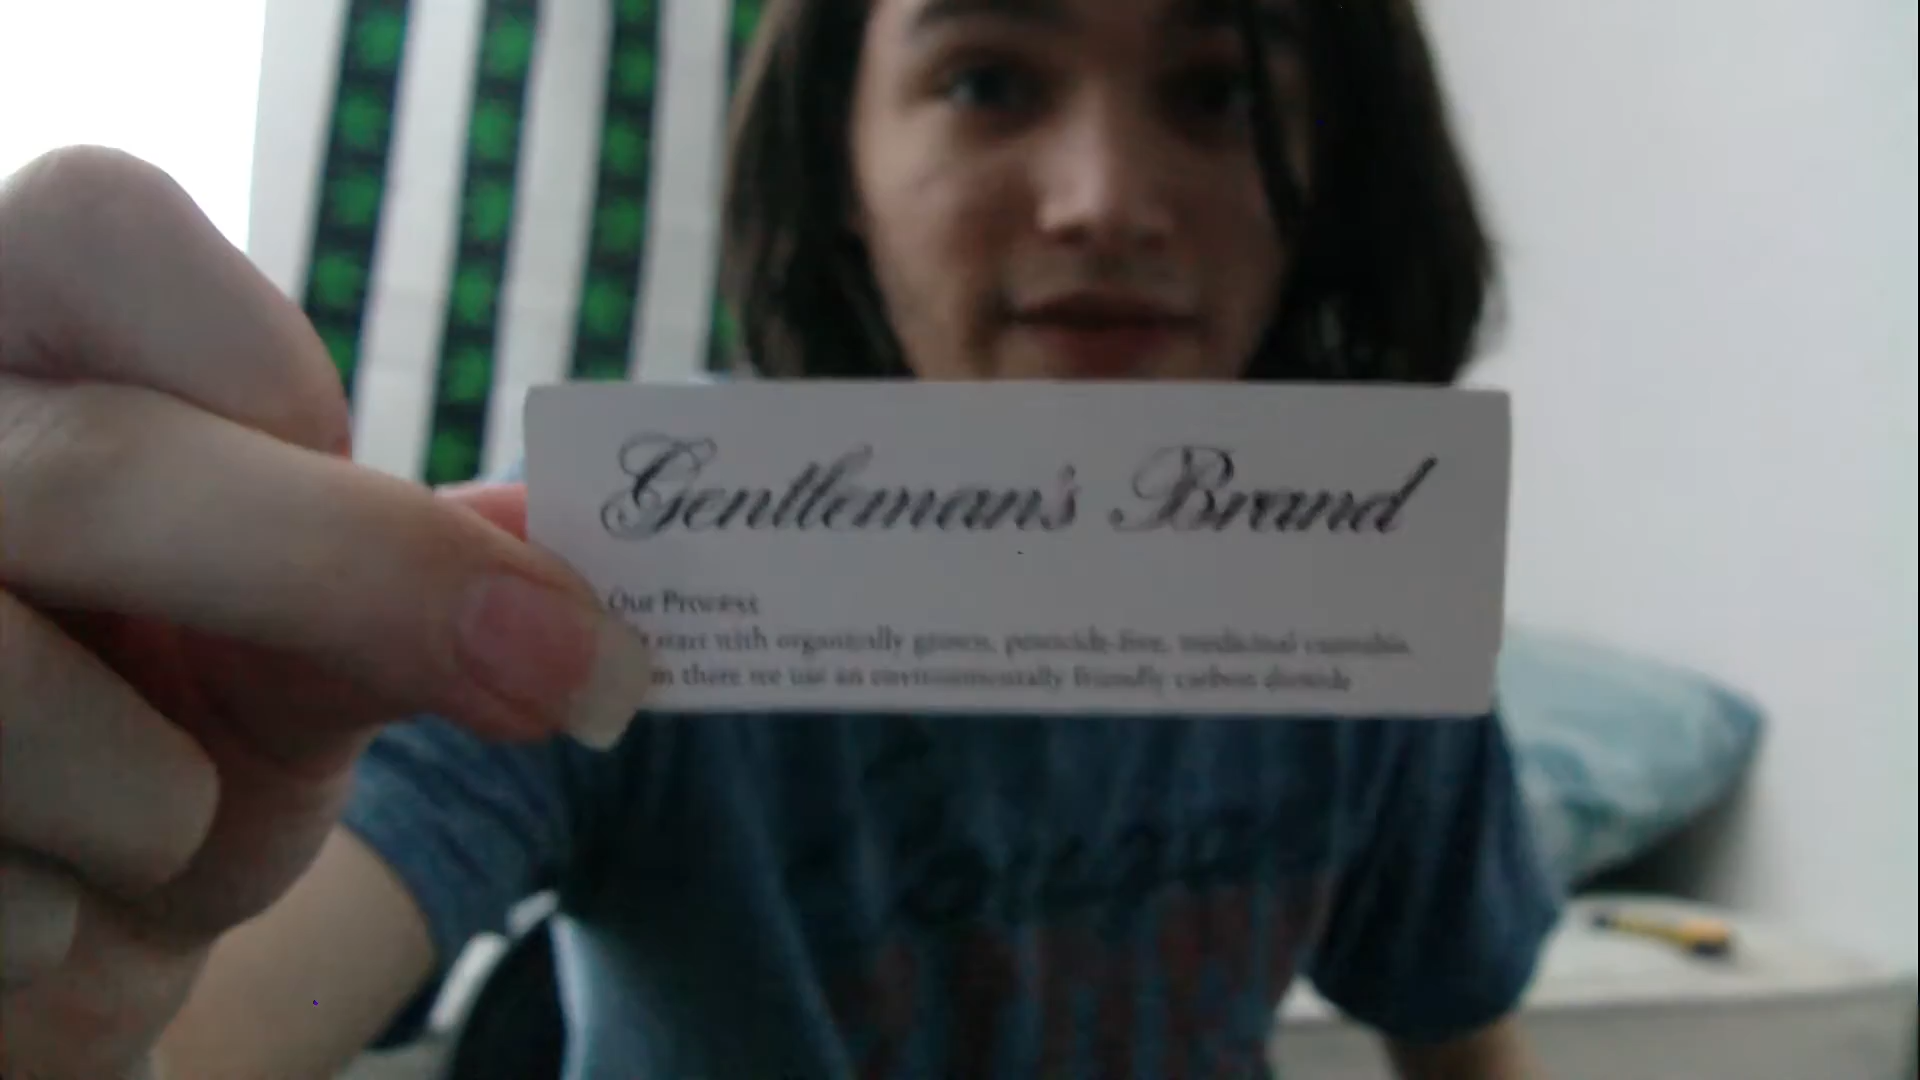 Gentleman's Brand
Our Process
start with organically grown, pesticide-free, medicinal cannabis.
there we use an environmentally friendly carbon dioxide